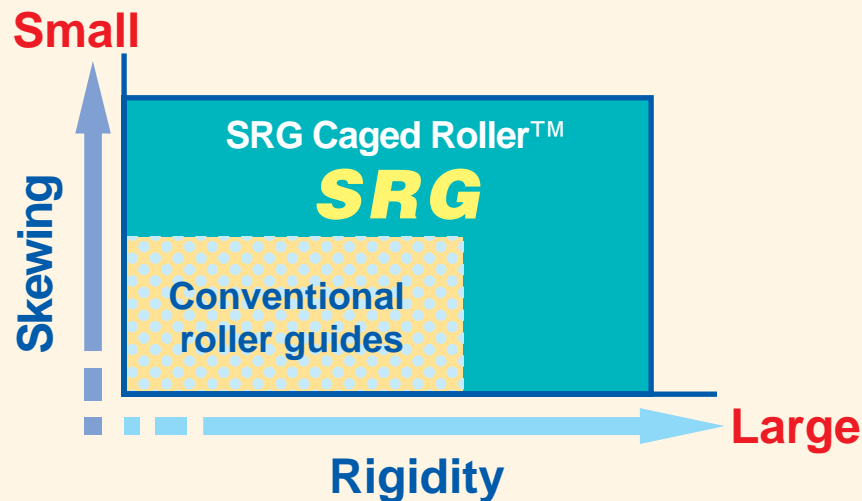 Small
SRG Caged Roller™
SRG
Skewing
Conventional
roller guides
Large
Rigidity